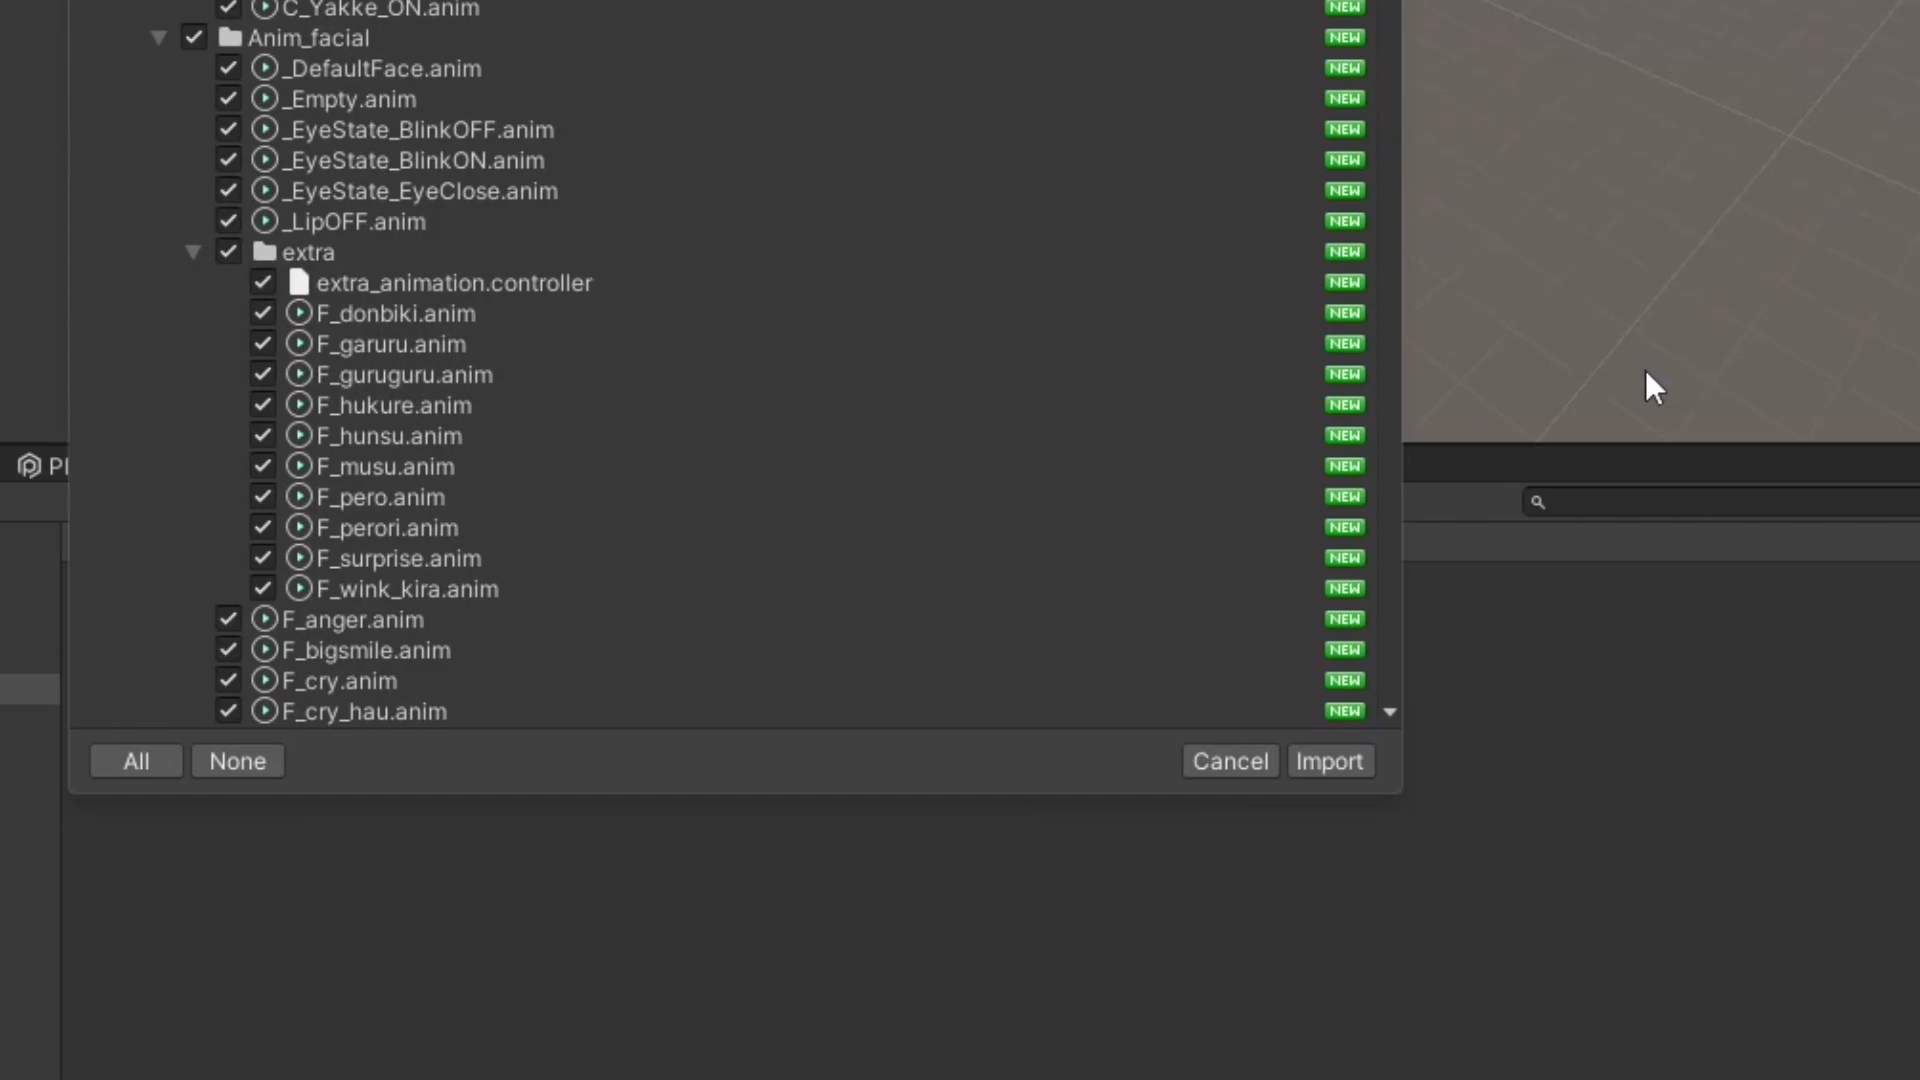 C_Yakke_ON.anim NEW
Anim_facial NEW
_DefaultFace.anim NEW
_Empty.anim NEW
_EyeState_BlinkOFF.anim NEW
_EyeState_BlinkON.anim NEW
_EyeState_EyeClose.anim NEW
_LipOFF.anim NEW
extra NEW
extra_animation.controller NEW
F_donbiki.anim NEW
F_garuru.anim NEW
F_guruguru.anim NEW
F_hukure.anim NEW
F_hunsu.anim NEW
F_musu.anim NEW
Pl
F_pero.anim NEW
F_perori.anim NEW
F_surprise.anim NEW
F_wink_kira.anim NEW
F_anger.anim NEW
F_bigsmile.anim NEW
F_cry.anim NEW
F_cry_hau.anim NEW
All None Cancel Import